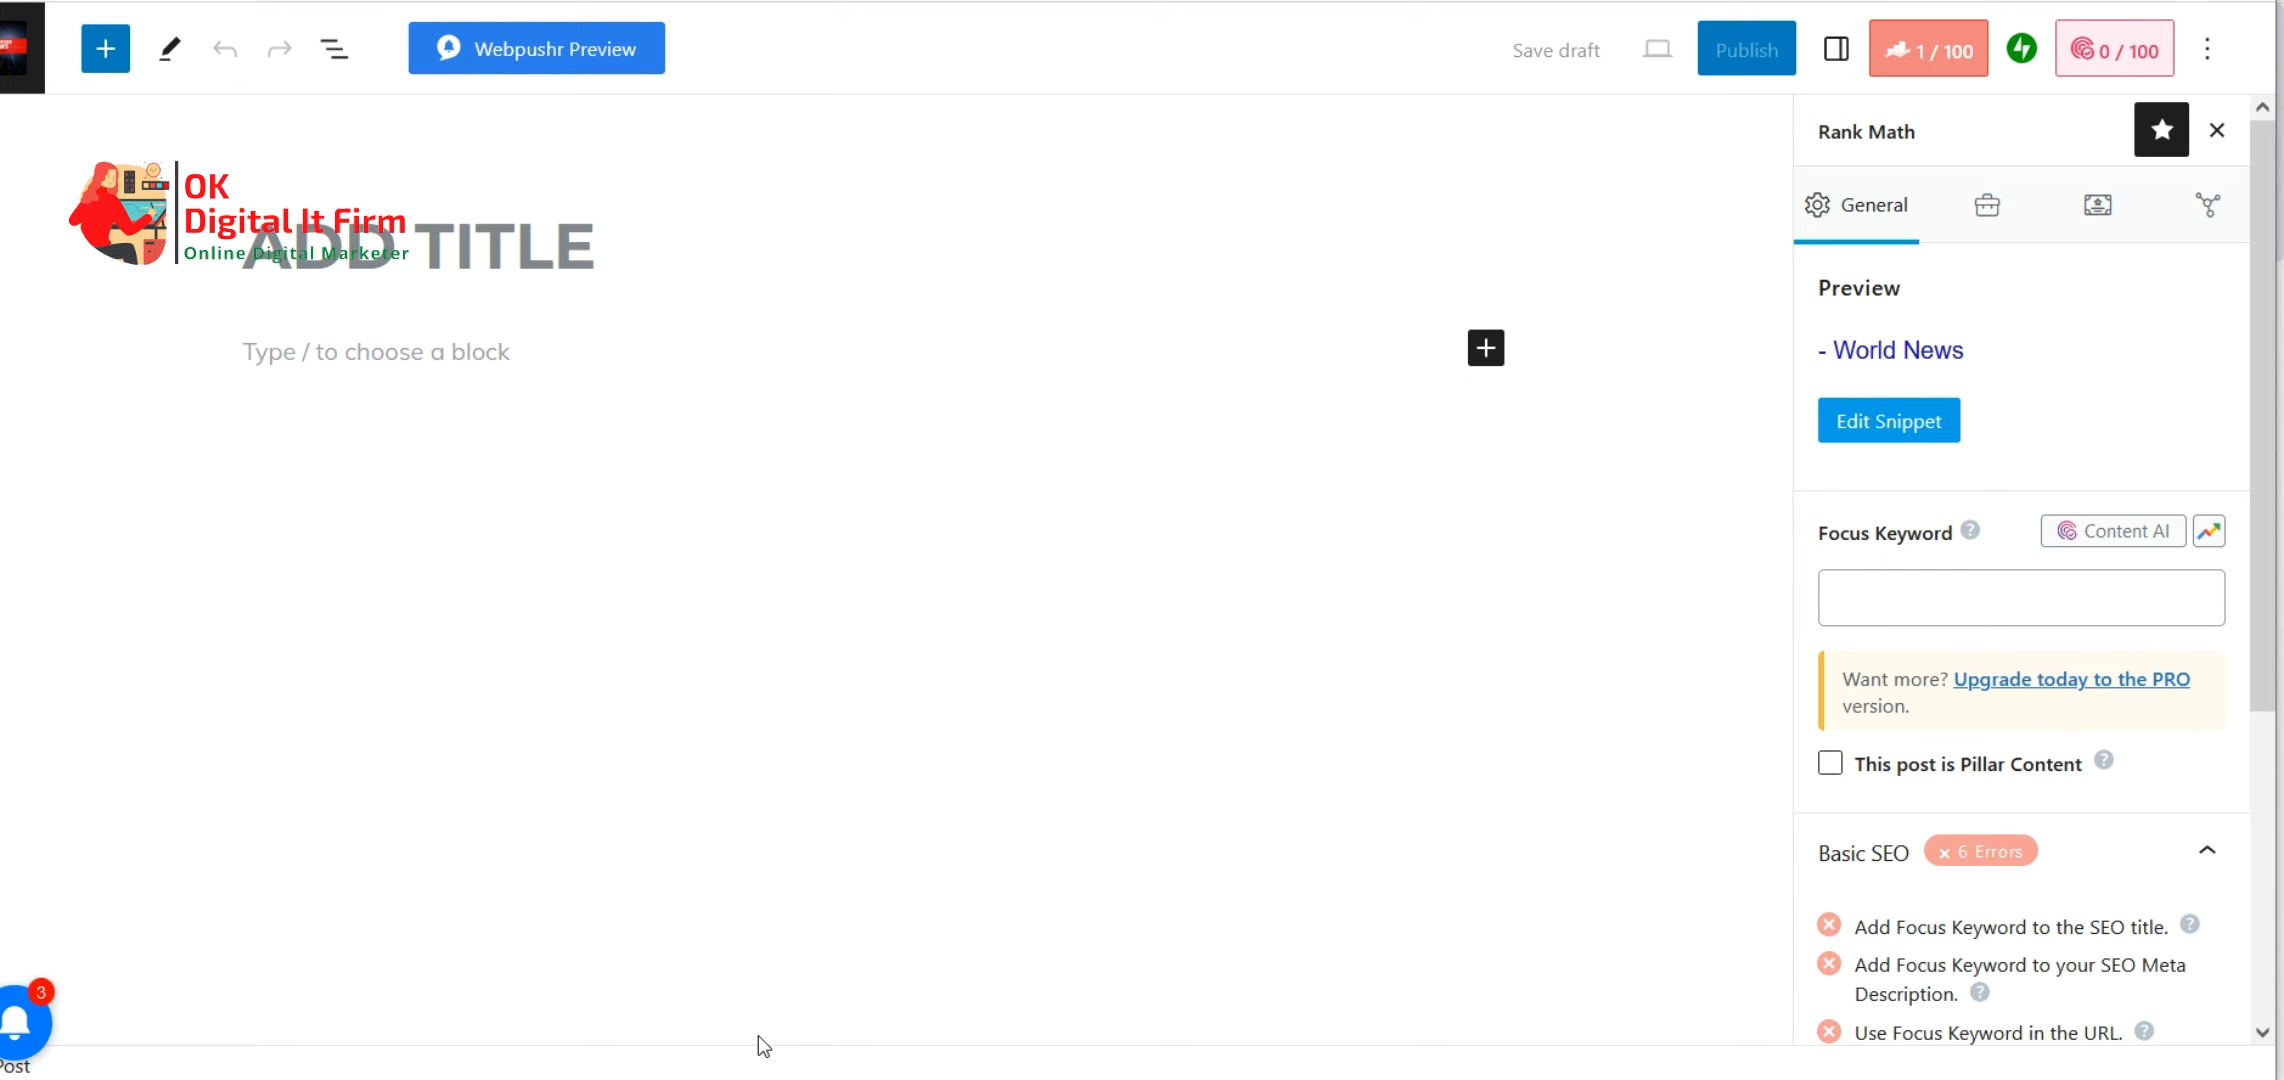 Webpushr Preview
Save draft
Publish
1 / 100
0 / 100
OK
Digital It Firm
Online Digital Marketer
ADD TITLE
Type / to choose a block
Rank Math
General
Preview
- World News
Edit Snippet
Focus Keyword
Content AI
Want more? Upgrade today to the PRO
version.
This post is Pillar Content
Basic SEO
× 6 Errors
Add Focus Keyword to the SEO title.
Add Focus Keyword to your SEO Meta
Description.
Use Focus Keyword in the URL.
3
Post